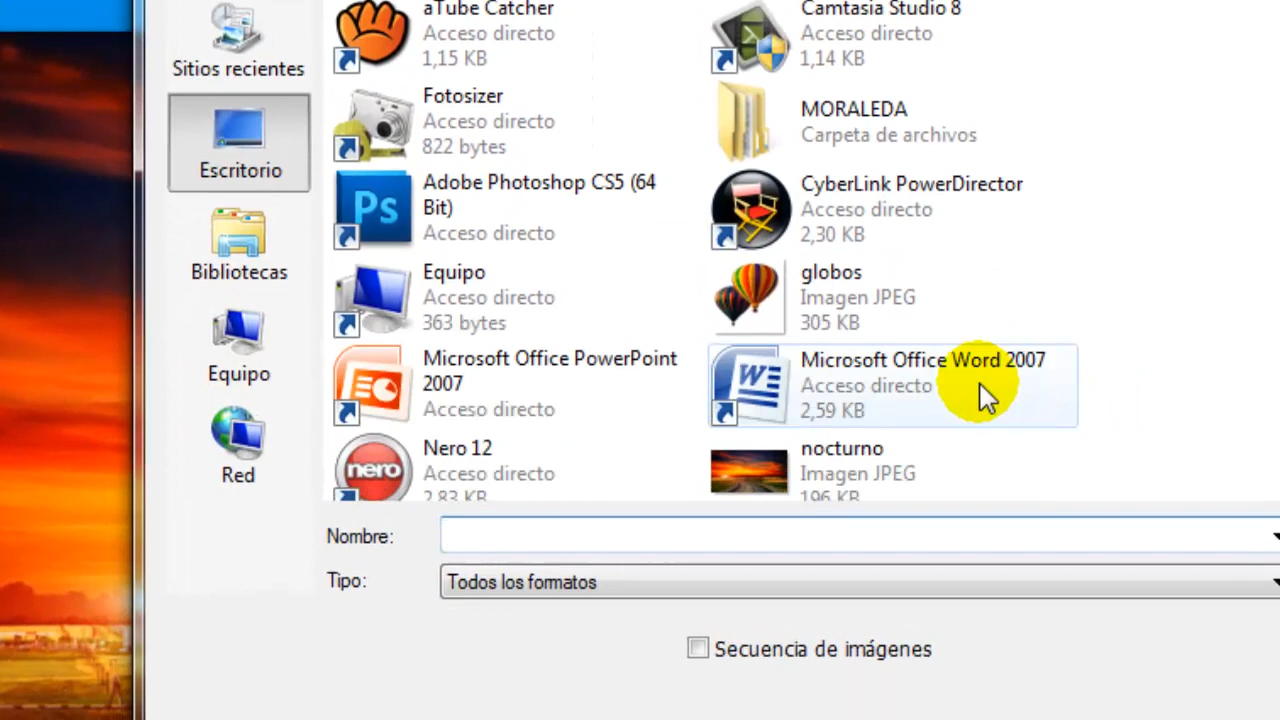 Sitios recientes
Escritorio
Bibliotecas
Equipo
Red
aTube Catcher
Acceso directo
1,15 KB
Camtasia Studio 8
Acceso directo
1,14 KB
Fotosizer
Acceso directo
822 bytes
MORALEDA
Carpeta de archivos
Ps
Adobe Photoshop CS5 (64
Bit)
Acceso directo
CyberLink PowerDirector
Acceso directo
2,30 KB
Equipo
Acceso directo
363 bytes
globos
Imagen JPEG
305 KB
Microsoft Office PowerPoint
2007
Acceso directo
W
Microsoft Office Word 2007
Acceso directo
2,59 KB
nero
Nero 12
Acceso directo
2,83 KB
nocturno
Imagen JPEG
196 KB
Nombre:
Tipo:
Todos los formatos
Secuencia de imágenes